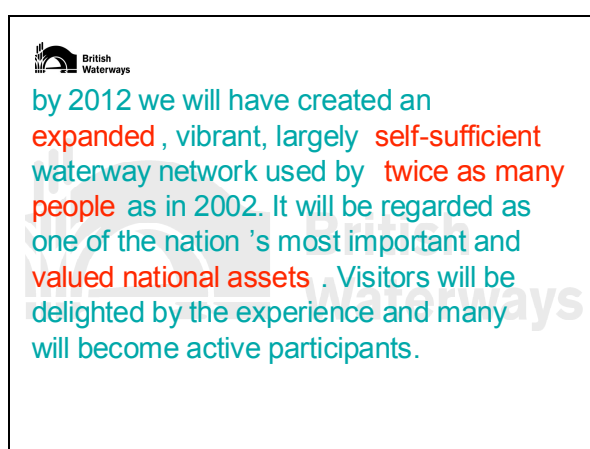 British
Waterways
by 2012 we will have created an
expanded , vibrant, largely self-sufficient
waterway network used by twice as many
people as in 2002. It will be regarded as
one of the nation ’s most important and
valued national assets . Visitors will be
delighted by the experience and many
will become active participants.
British
Waterways